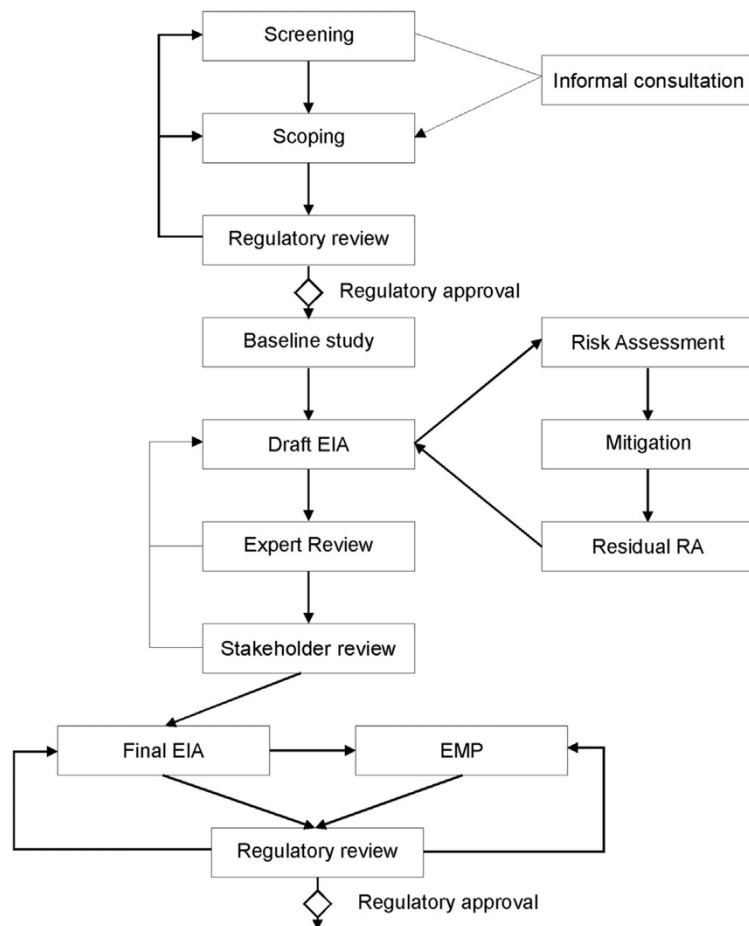 Screening
Informal consultation
Scoping
Regulatory review
Regulatory approval
Baseline study
Risk Assessment
Draft EIA
Mitigation
Expert Review
Residual RA
Stakeholder review
Final EIA
EMP
Regulatory review
Regulatory approval